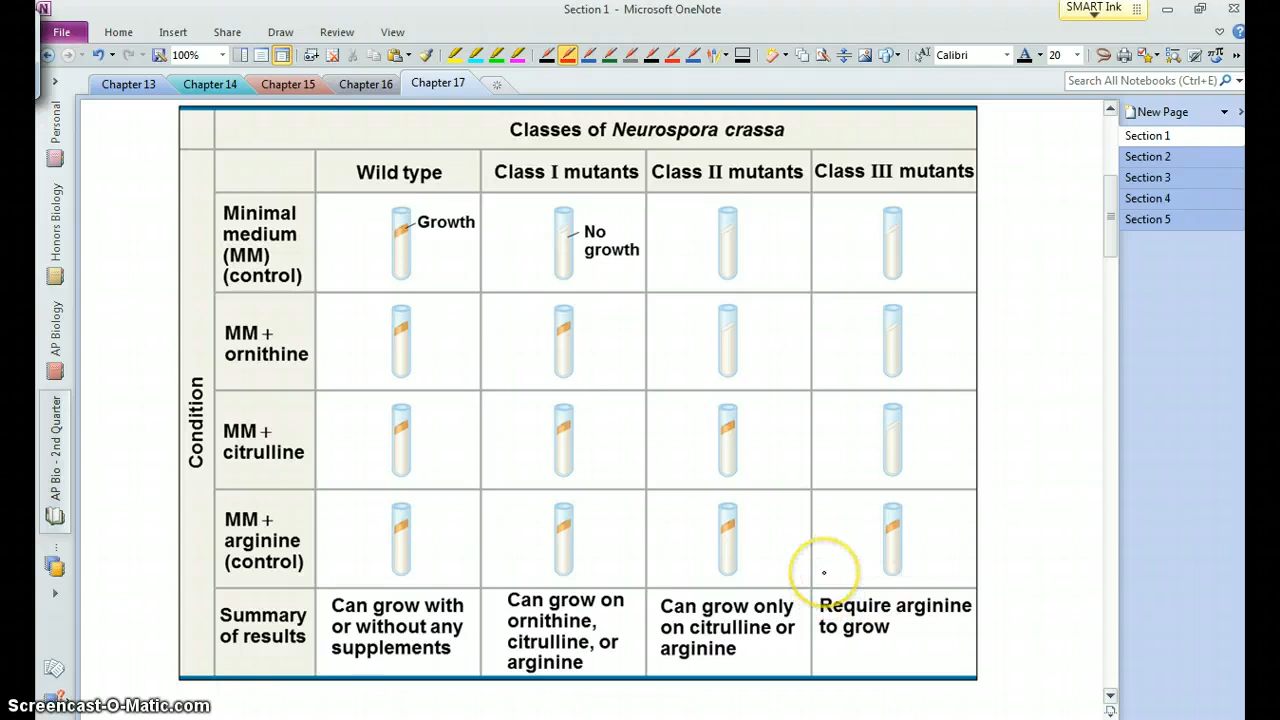 Section 1 - Microsoft OneNote
SMART Ink
File Home Insert Share Draw Review View
100%
Calibri 20
Chapter 13 Chapter 14 Chapter 15 Chapter 16 Chapter 17
Search All Notebooks (Ctrl+E)
Personal
Honors Biology
AP Biology
AP Bio - 2nd Quarter
New Page
Section 1
Section 2
Section 3
Section 4
Section 5
Classes of Neurospora crassa
Condition
Wild type
Class I mutants
Class II mutants
Class III mutants
Minimal
medium
(MM)
(control)
Growth
No
growth
MM +
ornithine
MM +
citrulline
MM +
arginine
(control)
Summary
of results
Can grow with
or without any
supplements
Can grow on
ornithine,
citrulline, or
arginine
Can grow only
on citrulline or
arginine
Require arginine
to grow
Screencast-O-Matic.com